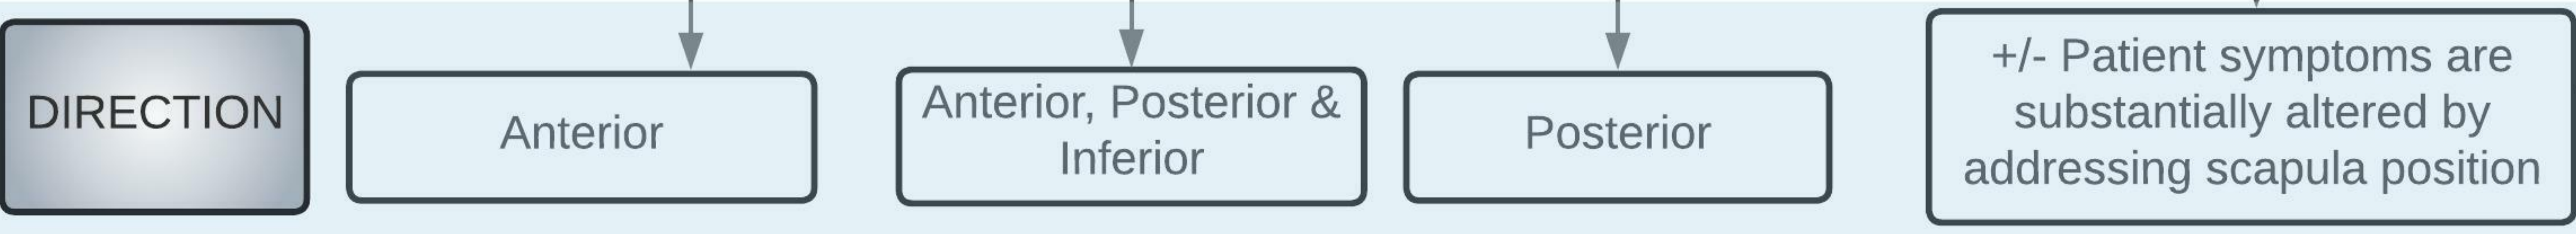 DIRECTION
Anterior
Anterior, Posterior &
Inferior
Posterior
+/- Patient symptoms are
substantially altered by
addressing scapula position